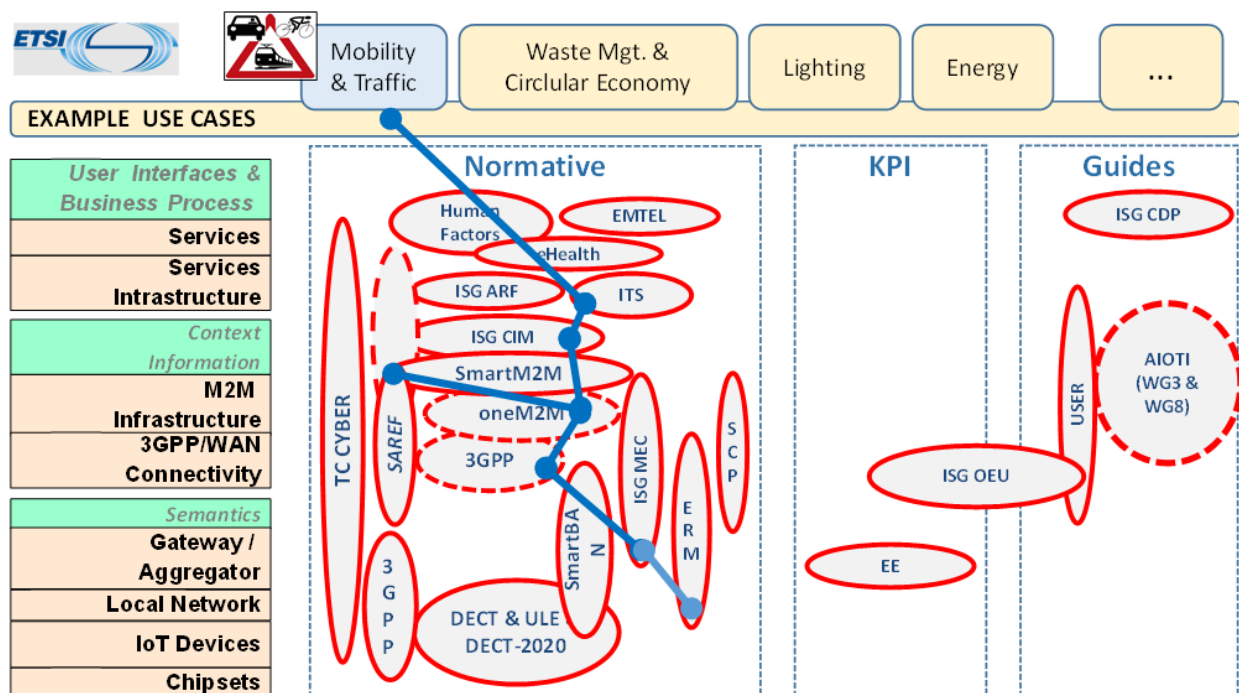 ETSI
Mobility
& Traffic
Waste Mgt. &
Circlular Economy
Lighting
Energy
...
EXAMPLE USE CASES
User Interfaces &
Business Process
Services
Services
Intrastructure
Context
Information
M2M
Infrastructure
3GPP/WAN
Connectivity
Semantics
Gateway /
Aggregator
Local Network
IoT Devices
Chipsets
Normative
Human
Factors
EMTEL
eHealth
ISG ARF
ITS
ISG CIM
SmartM2M
oneM2M
3GPP
TC CYBER
SAREF
ISG MEC
SCP
ERM
SmartBA
N
3GPP
DECT & ULE
DECT-2020
KPI
ISG OEU
EE
Guides
ISG CDP
USER
AIOTI
(WG3 &
WG8)